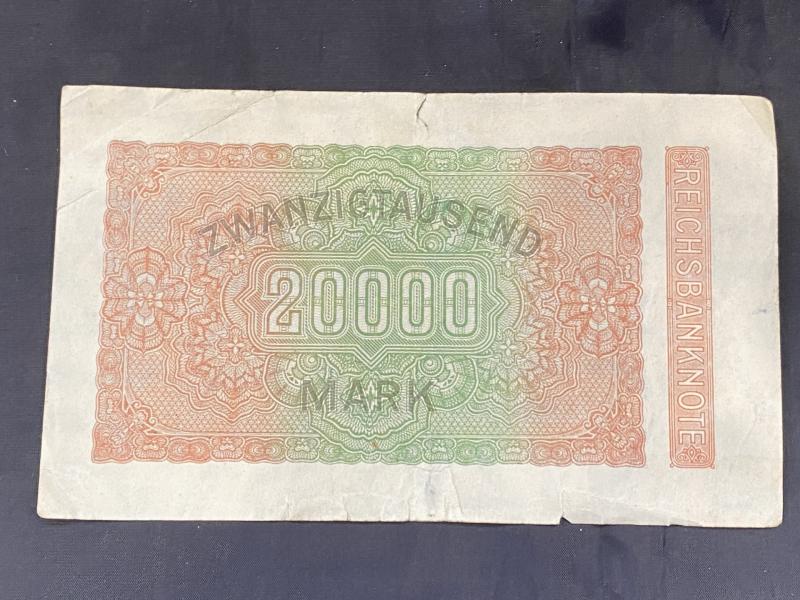 ZWANZIGTAUSEND
20000
MARK
REICHSBANKNOTE